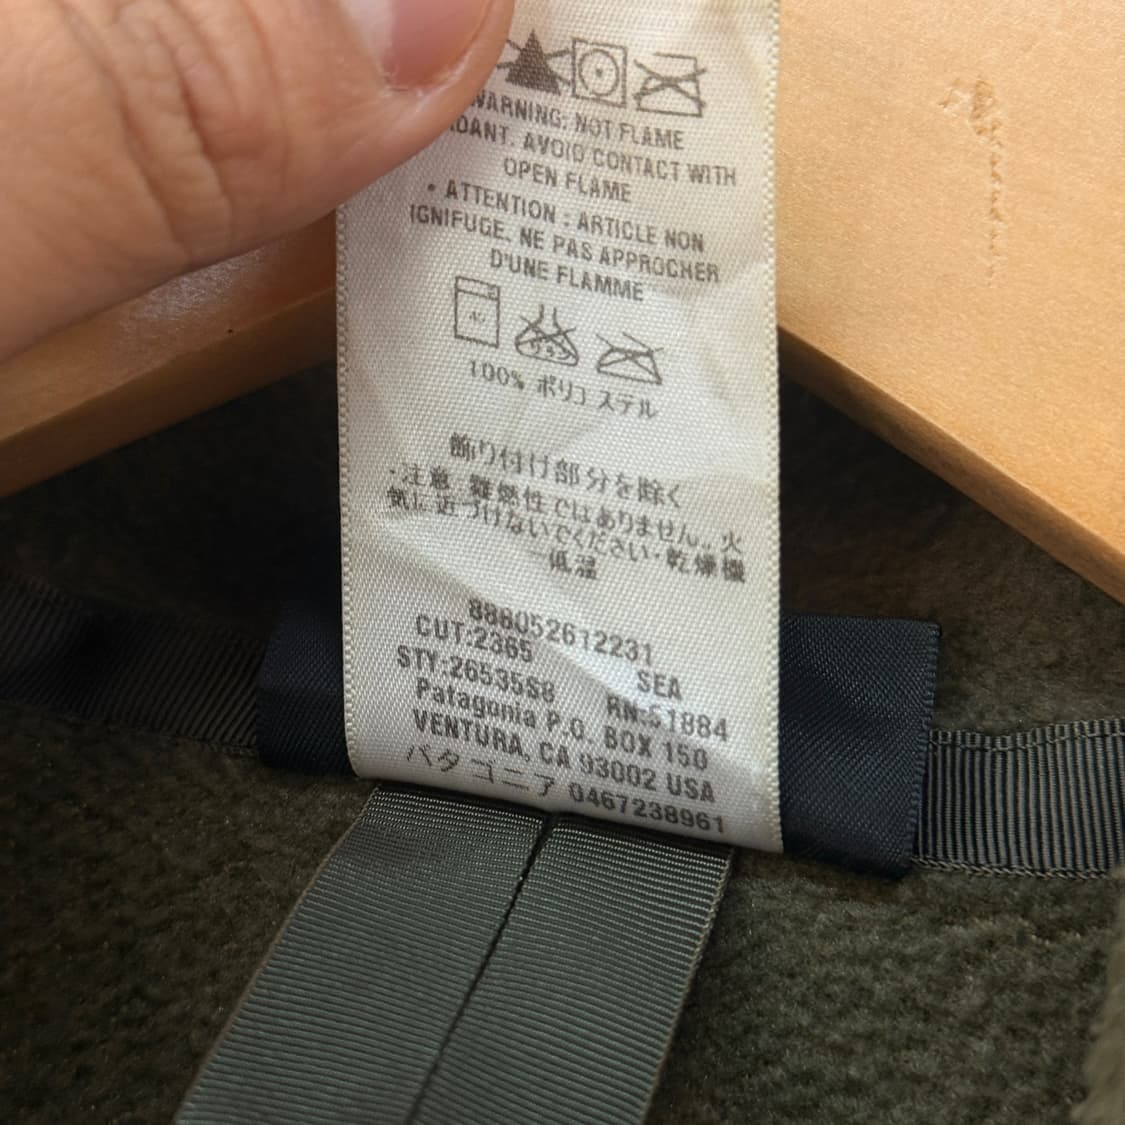 WARNING: NOT FLAME
AVOID CONTACT WITH
OPEN FLAME
• ATTENTION : ARTICLE NON
IGNIFUGE. NE PAS APPROCHER
D'UNE FLAMME
100% ポリエステル
飾り付け部分を除く
・注意 難燃性ではありません。火
気に近づけないでください・乾燥機
ー低温
888052612231
CUT:2365 SEA
STY:26535S8 RN:51884
Patagonia P.O. BOX 150
VENTURA, CA 93002 USA
パタゴニア 0467238961